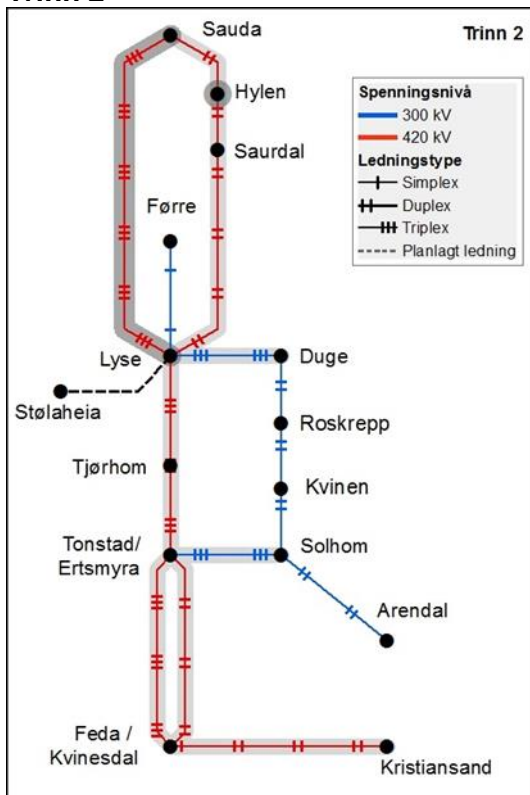 Trinn 2
Sauda
Trinn 2
Hylen
Spenningsnivå
300 kV
420 kV
Ledningstype
Simplex
Duplex
Triplex
Planlagt ledning
Saurdal
Førre
Lyse
Duge
Stølaheia
Roskrepp
Tjørhom
Kvinen
Tonstad/
Ertsmyra
Solhom
Arendal
Feda /
Kvinesdal
Kristiansand